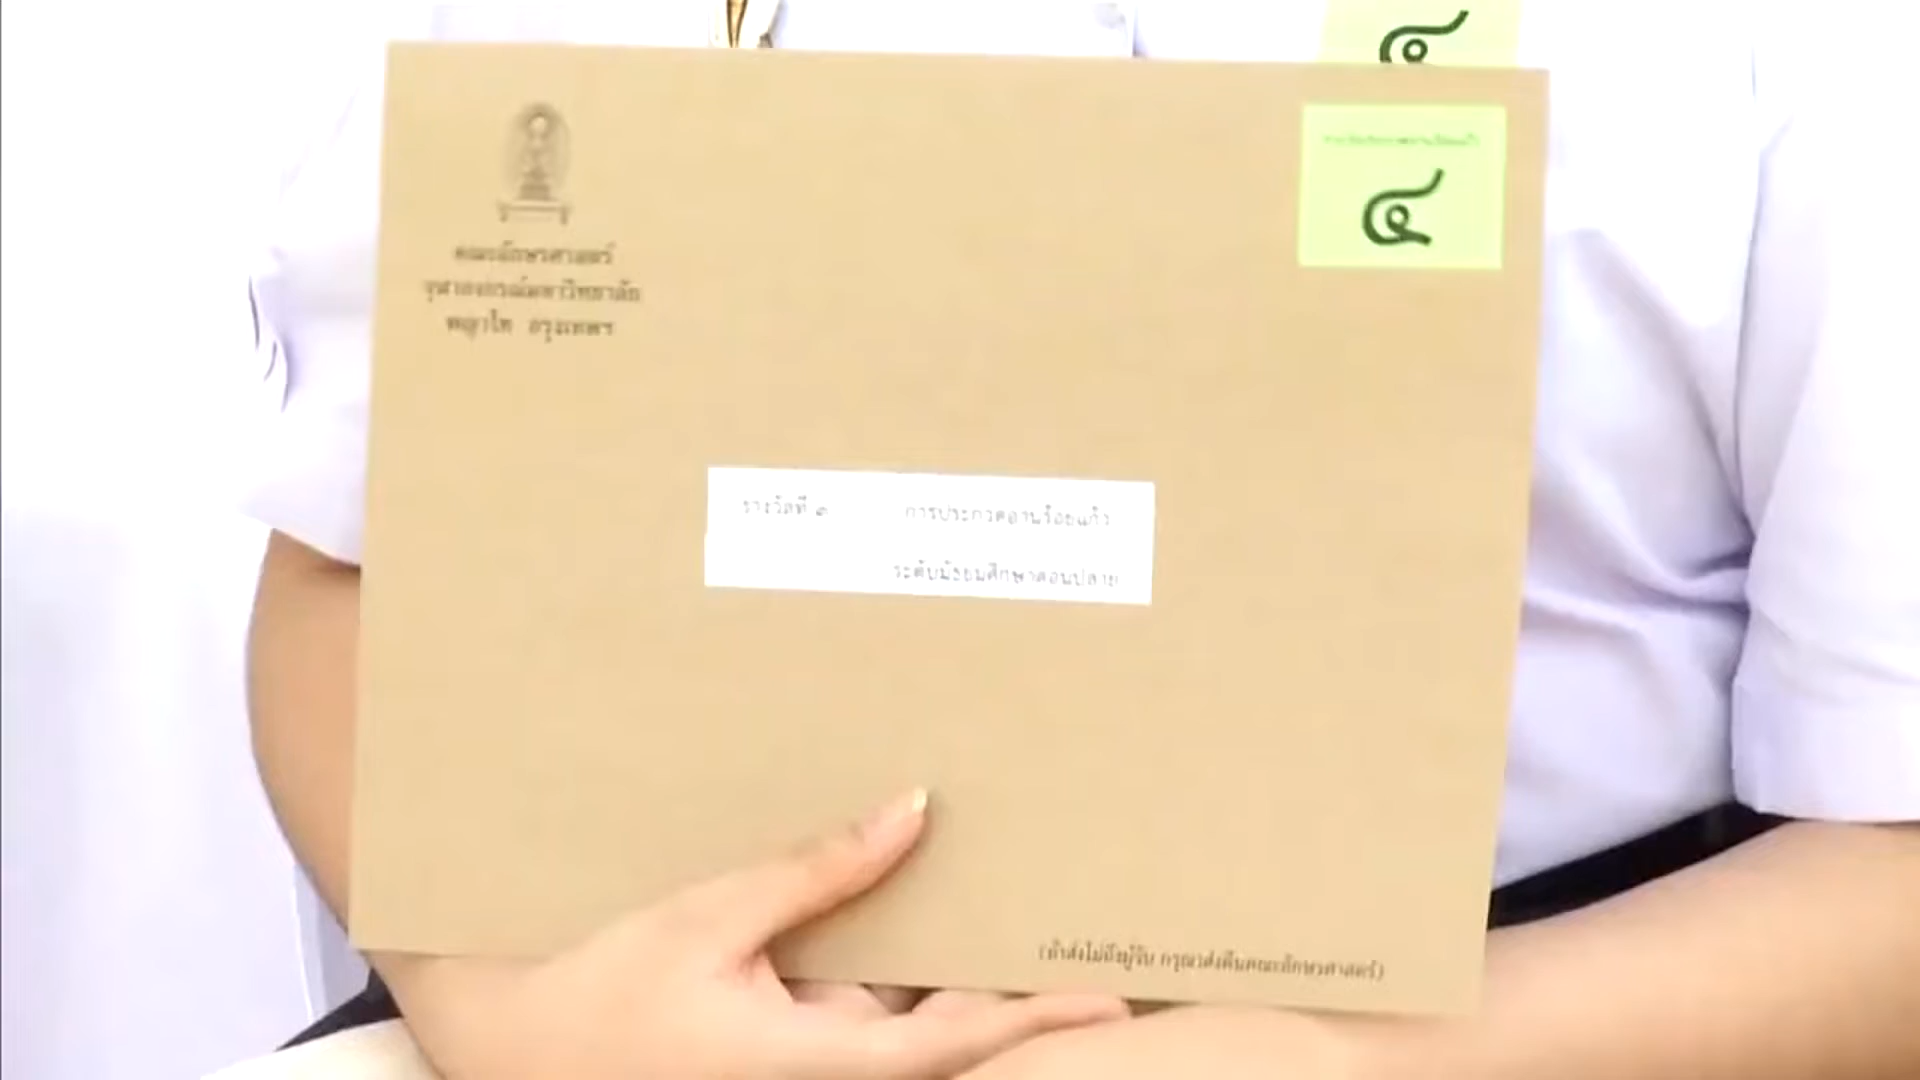 ๔
๔
คณะอักษรศาสตร์
จุฬาลงกรณ์มหาวิทยาลัย
พญาไท กรุงเทพฯ
รางวัลที่ ๓ การประกวดอ่านร้อยแก้ว
ระดับมัธยมศึกษาตอนปลาย
(ถ้าส่งไม่ถึงผู้รับ กรุณาส่งคืนคณะอักษรศาสตร์)